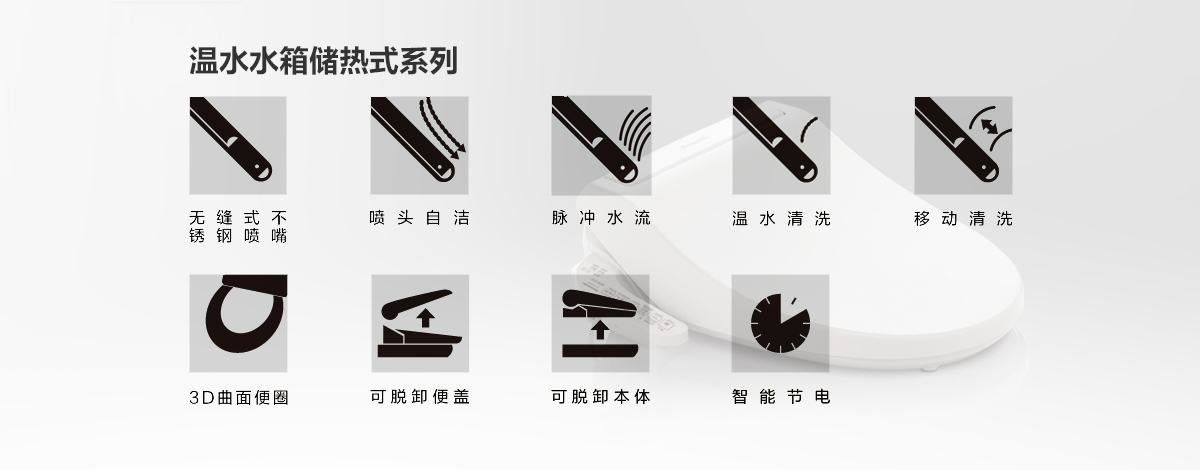 温水水箱储热式系列
无缝式不
锈钢喷嘴
喷头自洁
脉冲水流
温水清洗
移动清洗
3D曲面便圈
可脱卸便盖
可脱卸本体
智能节电